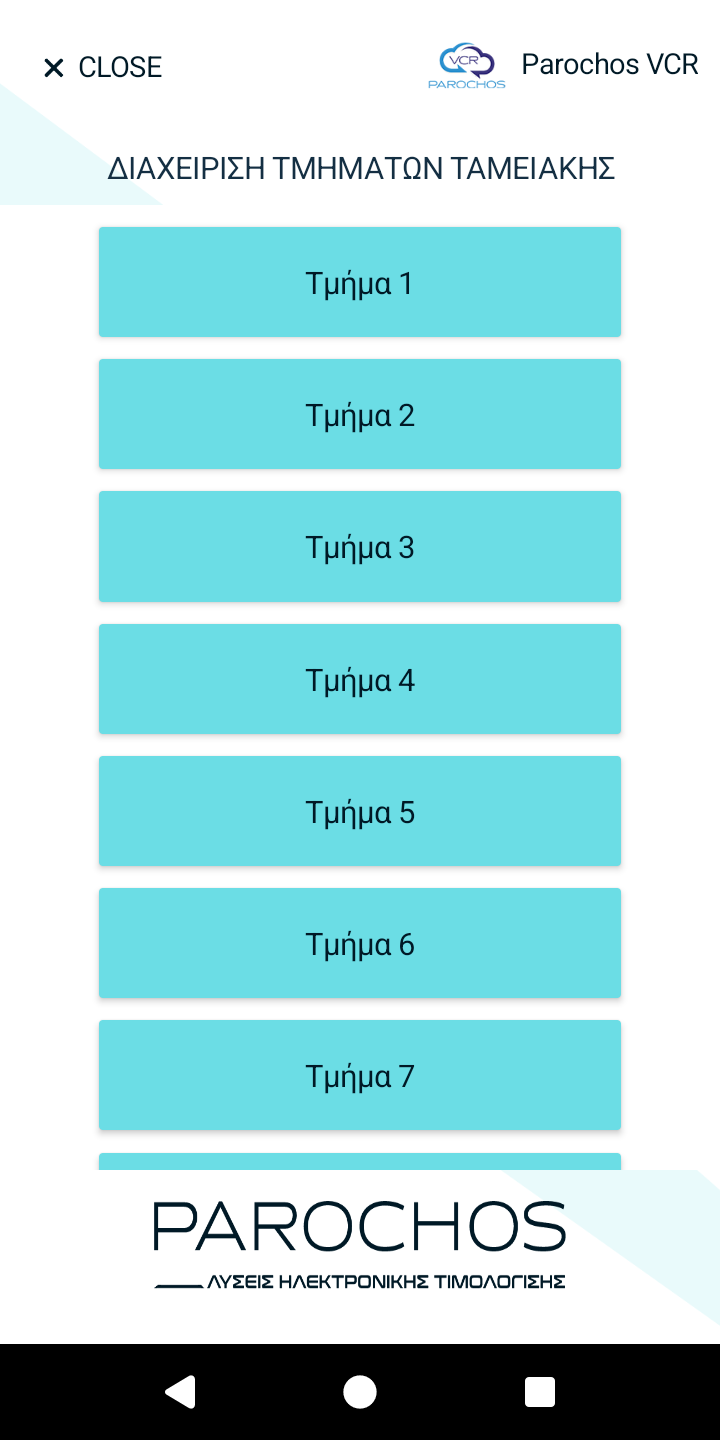 CLOSE
VCR
PAROCHOS
Parochos VCR
ΔΙΑΧΕΙΡΙΣΗ ΤΜΗΜΑΤΩΝ ΤΑΜΕΙΑΚΗΣ
Τμήμα 1
Τμήμα 2
Τμήμα 3
Τμήμα 4
Τμήμα 5
Τμήμα 6
Τμήμα 7
PAROCHOS
ΛΥΣΕΙΣ ΗΛΕΚΤΡΟΝΙΚΗΣ ΤΙΜΟΛΟΓΙΣΗΣ